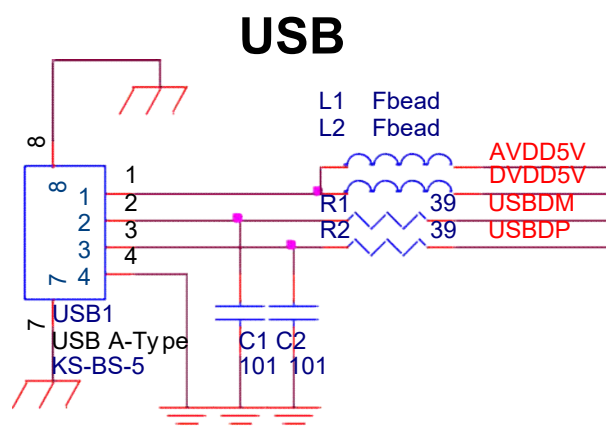 USB
L1 Fbead
L2 Fbead
8
1 AVDD5V
8 1 DVDD5V
2 R1 39 USBDM
2 3 R2 39 USBDP
3 4
7 4
7 USB1
USB A-Type C1 C2
KS-BS-5 101 101